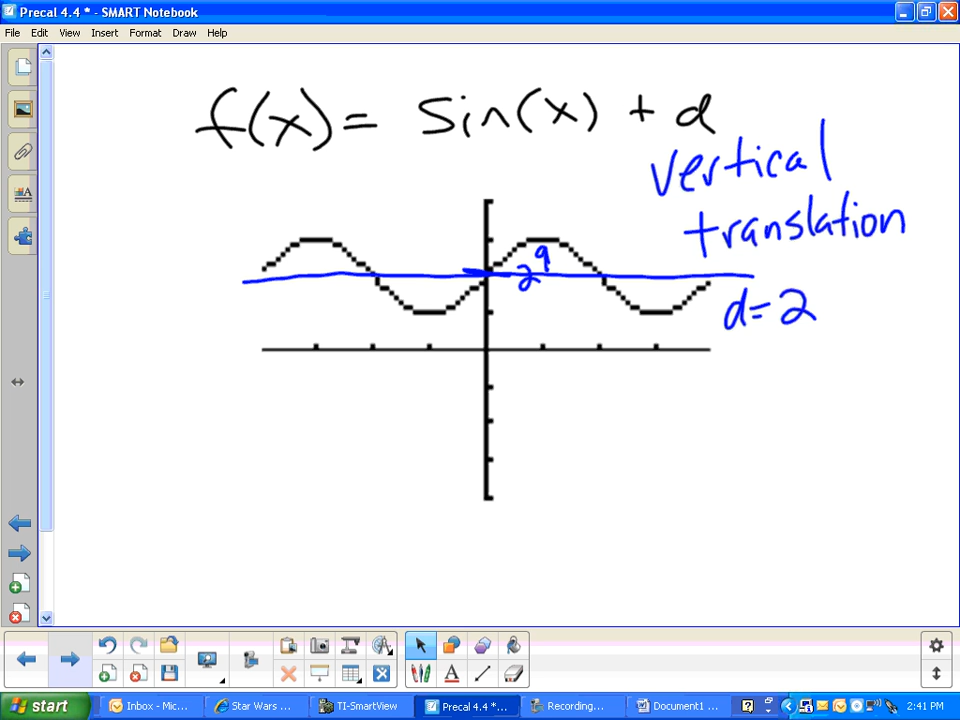 Precal 4.4 * - SMART Notebook
File Edit View Insert Format Draw Help
f(x) = Sin(x) + d
vertical
translation
2
d=2
start Inbox - Mic... Star Wars ... TI-SmartView Precal 4.4 *... Recording... Document1 ... 2:41 PM